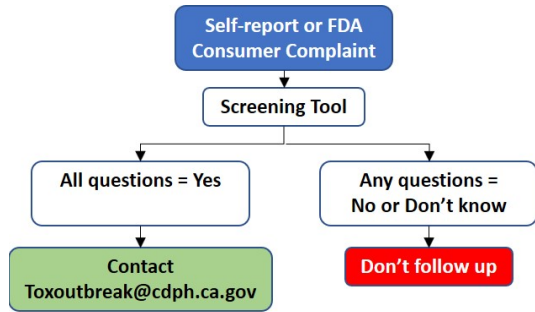 Self-report or FDA
Consumer Complaint
Screening Tool
All questions = Yes
Any questions =
No or Don't know
Contact
Toxoutbreak@cdph.ca.gov
Don't follow up